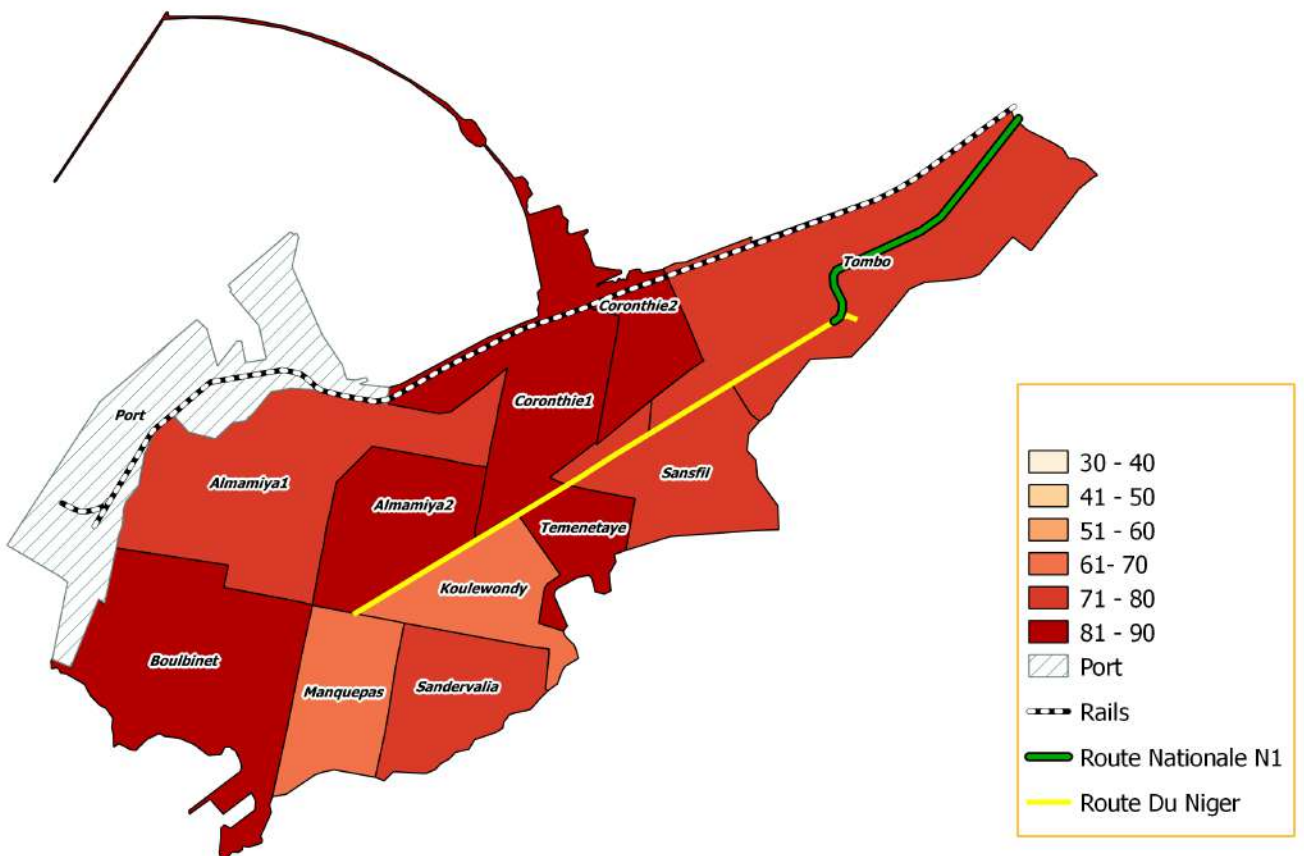 Tombo
Coronthie2
Coronthie1
Port
Sansfil
Almamiya1
Almamiya2
Temenetaye
Koulewondy
Boulbinet
Manquepas
Sandervalia
30 - 40
41 - 50
51 - 60
61- 70
71 - 80
81 - 90
Port
Rails
Route Nationale N1
Route Du Niger